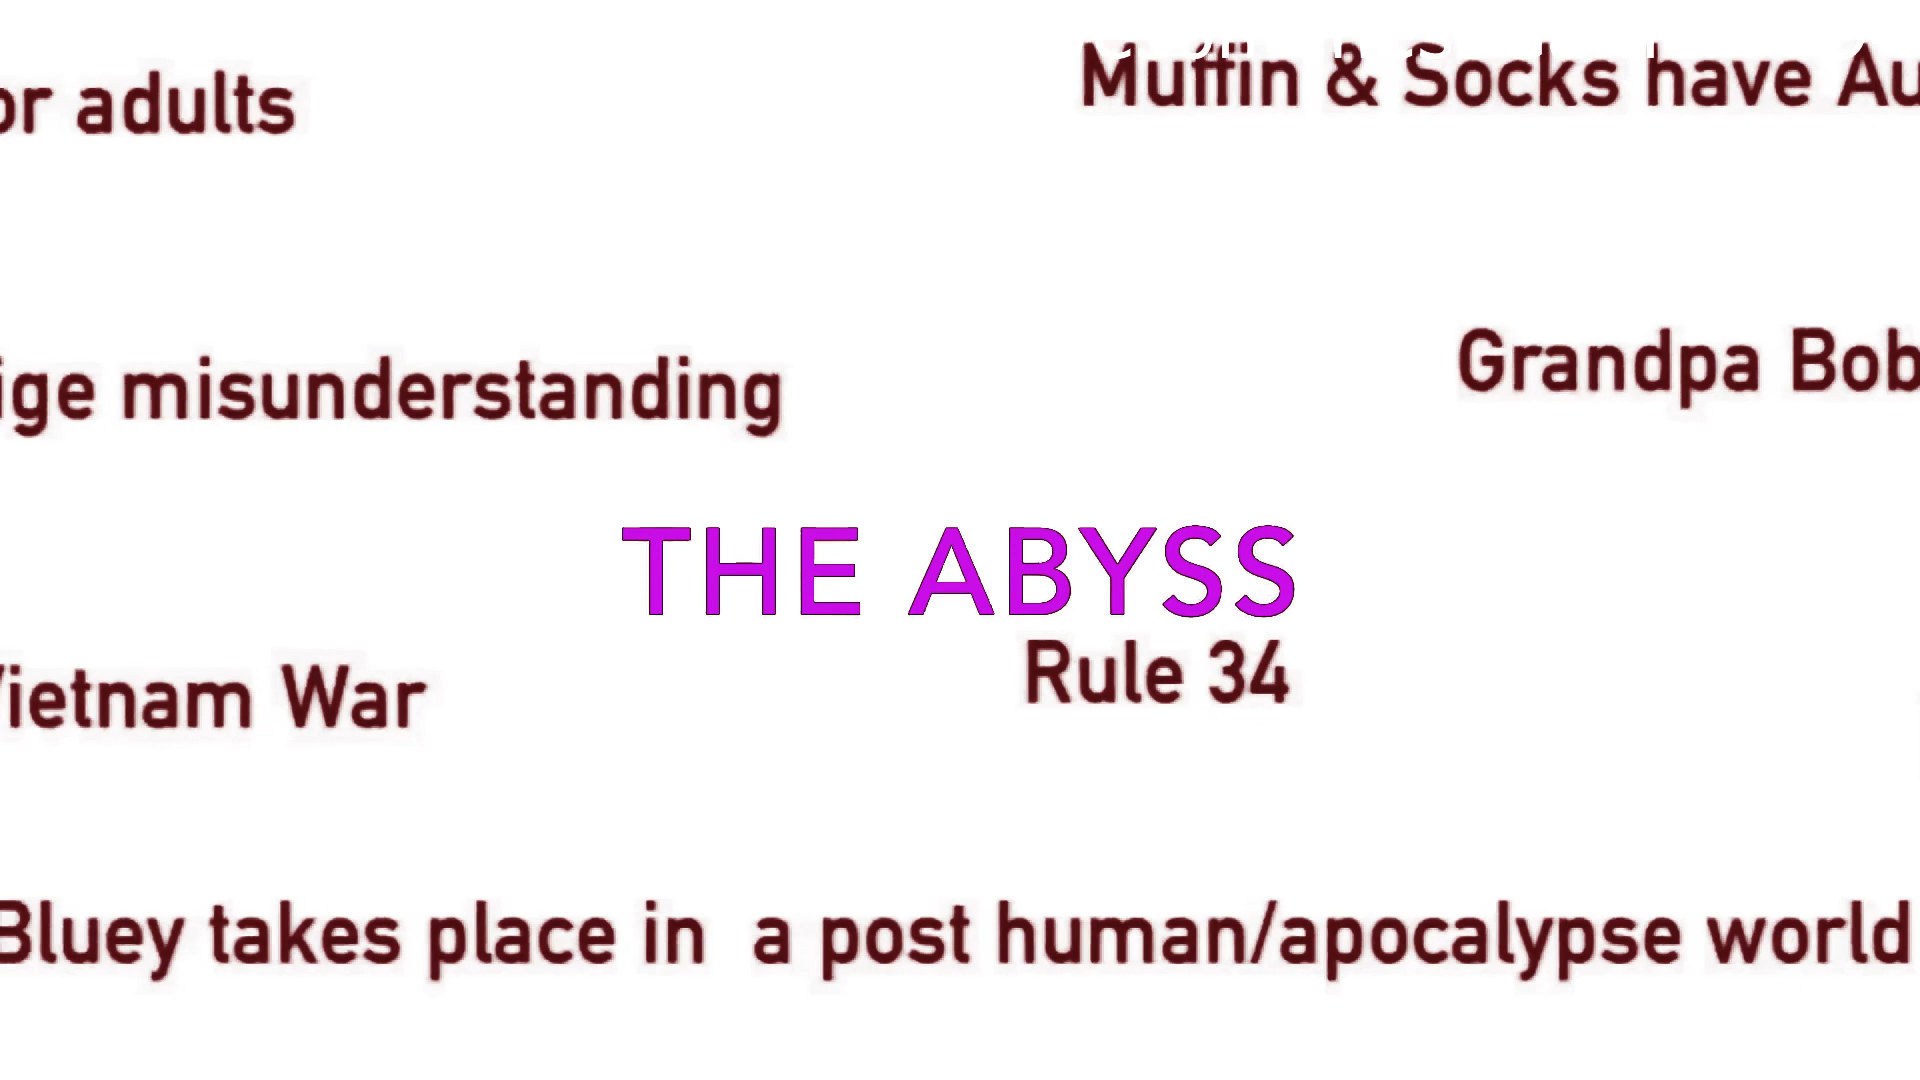 or adults
Muffin & Socks have Au
ige misunderstanding
Grandpa Bob
THE ABYSS
Vietnam War
Rule 34
Bluey takes place in a post human/apocalypse world